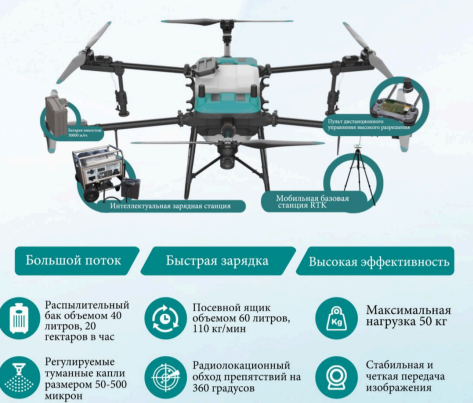 Батарея емкостью
30000 мАч
Пульт дистанционного
управления высокого разрешения
Интеллектуальная зарядная станция
Мобильная базовая
станция RTK
Большой поток
Быстрая зарядка
Высокая эффективность
Распылительный
бак объемом 40
литров, 20
гектаров в час
Посевной ящик
объемом 60 литров,
110 кг/мин
Kg
Максимальная
нагрузка 50 кг
Регулируемые
туманные капли
размером 50-500
микрон
Радиолокационный
обход препятствий на
360 градусов
Стабильная и
четкая передача
изображения